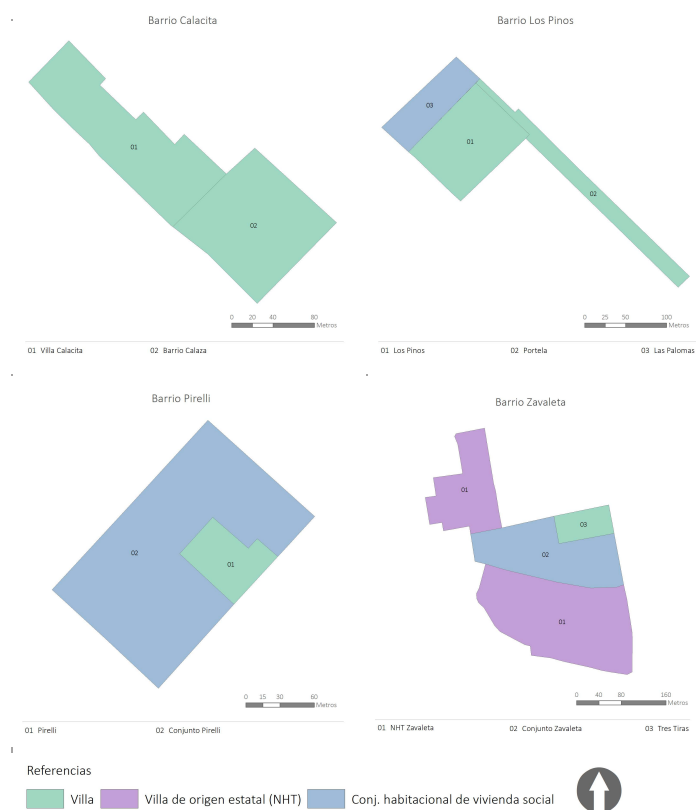 Barrio Calacita
01
02
0 20 40 80
Metros
01 Villa Calacita 02 Barrio Calaza
Barrio Los Pinos
03
01
02
0 25 50 100
Metros
01 Los Pinos 02 Portela 03 Las Palomas
Barrio Pirelli
02
01
0 15 30 60
Metros
01 Pirelli 02 Conjunto Pirelli
Barrio Zavaleta
01
03
02
01
0 40 80 160
Metros
01 NHT Zavaleta 02 Conjunto Zavaleta 03 Tres Tiras
Referencias
Villa Villa de origen estatal (NHT) Conj. habitacional de vivienda social